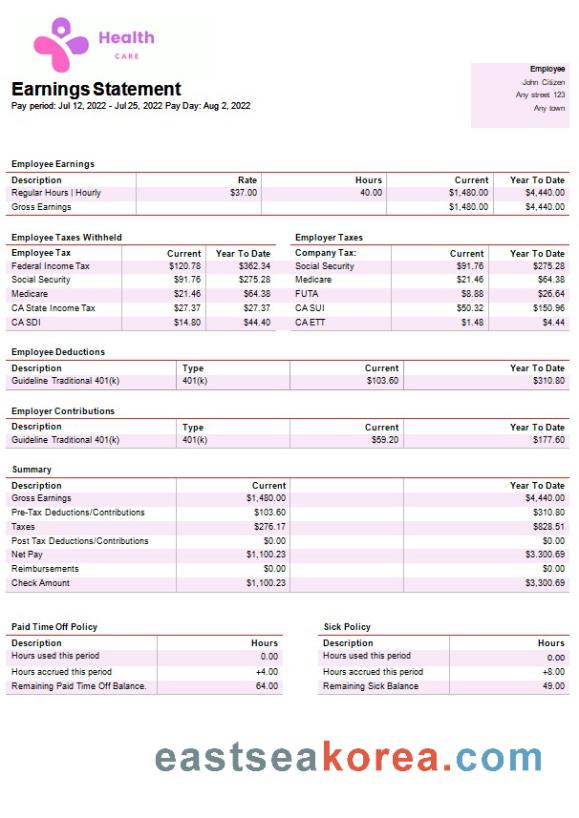 Health
CARE
Earnings Statement
Pay period: Jul 12, 2022 - Jul 25, 2022 Pay Day: Aug 2, 2022
Employee
John Citizen
Any street 123
Any town
Employee Earnings
Description Rate Hours Current Year To Date
Regular Hours | Hourly $37.00 40.00 $1,480.00 $4,440.00
Gross Earnings $1,480.00 $4,440.00
Employee Taxes Withheld
Employee Tax Current Year To Date
Federal Income Tax $120.78 $362.34
Social Security $91.76 $275.28
Medicare $21.46 $64.38
CA State Income Tax $27.37 $27.37
CA SDI $14.80 $44.40
Employer Taxes
Company Tax: Current Year To Date
Social Security $91.76 $275.28
Medicare $21.46 $64.38
FUTA $8.88 $26.64
CA SUI $50.32 $150.96
CA ETT $1.48 $4.44
Employee Deductions
Description Type Current Year To Date
Guideline Traditional 401(k) 401(k) $103.60 $310.80
Employer Contributions
Description Type Current Year To Date
Guideline Traditional 401(k) 401(k) $59.20 $177.60
Summary
Description Current Year To Date
Gross Earnings $1,480.00 $4,440.00
Pre-Tax Deductions/Contributions $103.60 $310.80
Taxes $276.17 $828.51
Post Tax Deductions/Contributions $0.00 $0.00
Net Pay $1,100.23 $3.300.69
Reimbursements $0.00 $0.00
Check Amount $1,100.23 $3,300.69
Paid Time Off Policy
Description Hours
Hours used this period 0.00
Hours accrued this period +4.00
Remaining Paid Time Off Balance. 64.00
Sick Policy
Description Hours
Hours used this period 0.00
Hours accrued this period +8.00
Remaining Sick Balance 49.00
eastseakorea.com